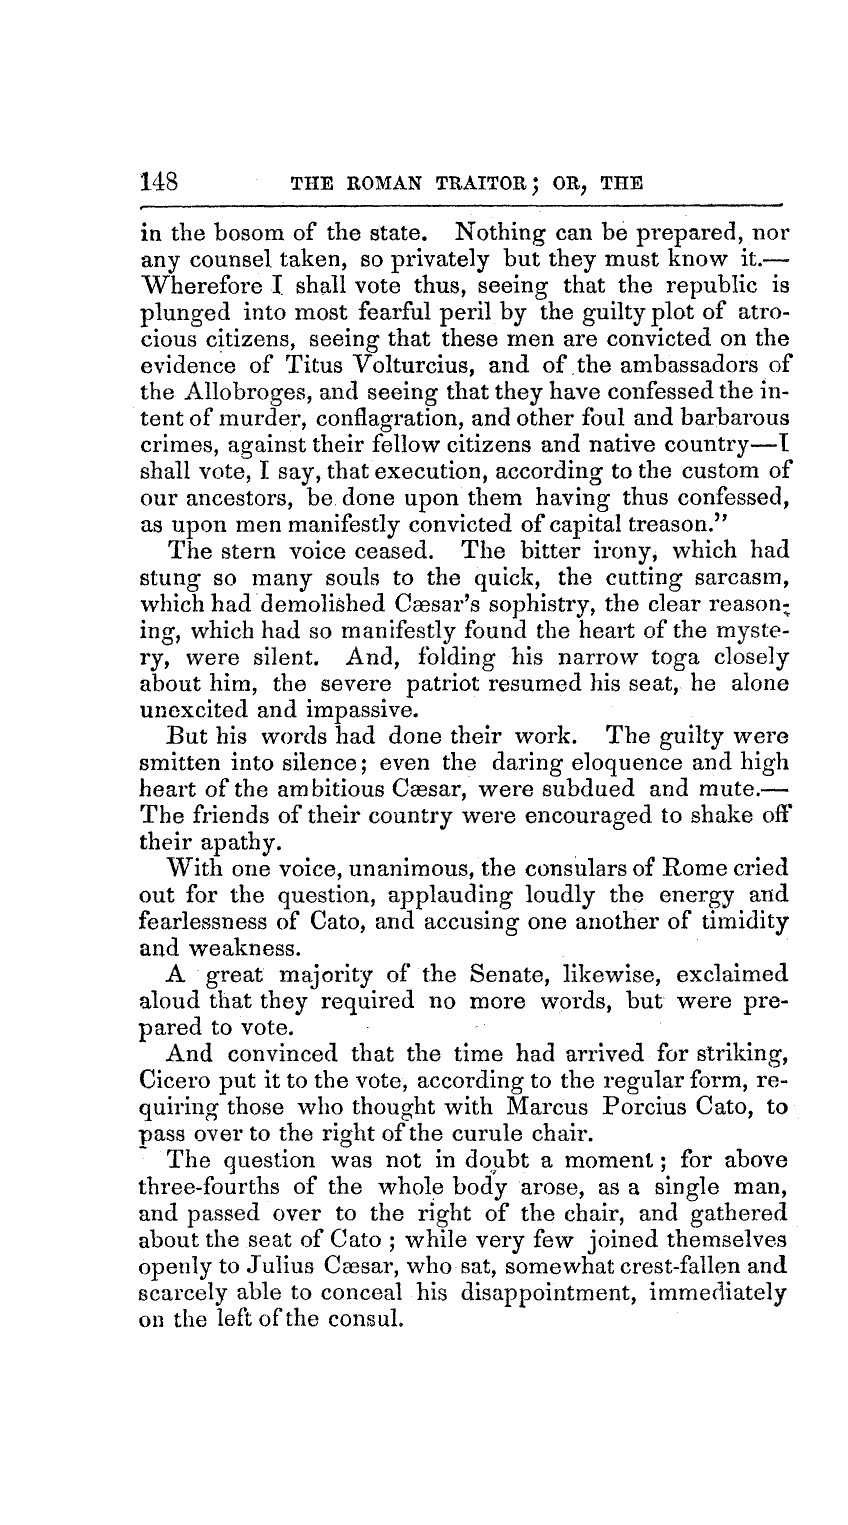 148 THE ROMAN TRAITOR; OR, THE
in the bosom of the state. Nothing can be prepared, nor
any counsel taken, so privately but they must know it.—
Wherefore I shall vote thus, seeing that the republic is
plunged into most fearful peril by the guilty plot of atro-
cious citizens, seeing that these men are convicted on the
evidence of Titus Volturcius, and of the ambassadors of
the Allobroges, and seeing that they have confessed the in-
tent of murder, conflagration, and other foul and barbarous
crimes, against their fellow citizens and native country—I
shall vote, I say, that execution, according to the custom of
our ancestors, be done upon them having thus confessed,
as upon men manifestly convicted of capital treason."
The stern voice ceased. The bitter irony, which had
stung so many souls to the quick, the cutting sarcasm,
which had demolished Cæsar's sophistry, the clear reason-
ing, which had so manifestly found the heart of the myste-
ry, were silent. And, folding his narrow toga closely
about him, the severe patriot resumed his seat, he alone
unexcited and impassive.
But his words had done their work. The guilty were
smitten into silence; even the daring eloquence and high
heart of the ambitious Cæsar, were subdued and mute.—
The friends of their country were encouraged to shake off
their apathy.
With one voice, unanimous, the consulars of Rome cried
out for the question, applauding loudly the energy and
fearlessness of Cato, and accusing one another of timidity
and weakness.
A great majority of the Senate, likewise, exclaimed
aloud that they required no more words, but were pre-
pared to vote.
And convinced that the time had arrived for striking,
Cicero put it to the vote, according to the regular form, re-
quiring those who thought with Marcus Porcius Cato, to
pass over to the right of the curule chair.
The question was not in doubt a moment; for above
three-fourths of the whole body arose, as a single man,
and passed over to the right of the chair, and gathered
about the seat of Cato; while very few joined themselves
openly to Julius Cæsar, who sat, somewhat crest-fallen and
scarcely able to conceal his disappointment, immediately
on the left of the consul.